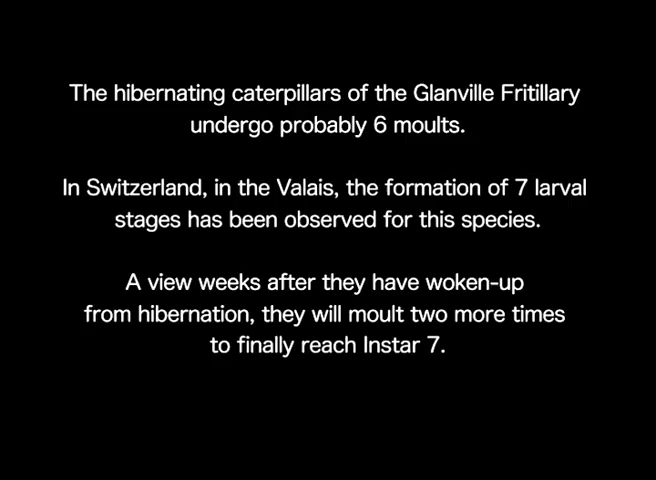 The hibernating caterpillars of the Glanville Fritillary
undergo probably 6 moults.
In Switzerland, in the Valais, the formation of 7 larval
stages has been observed for this species.
A view weeks after they have woken-up
from hibernation, they will moult two more times
to finally reach Instar 7.